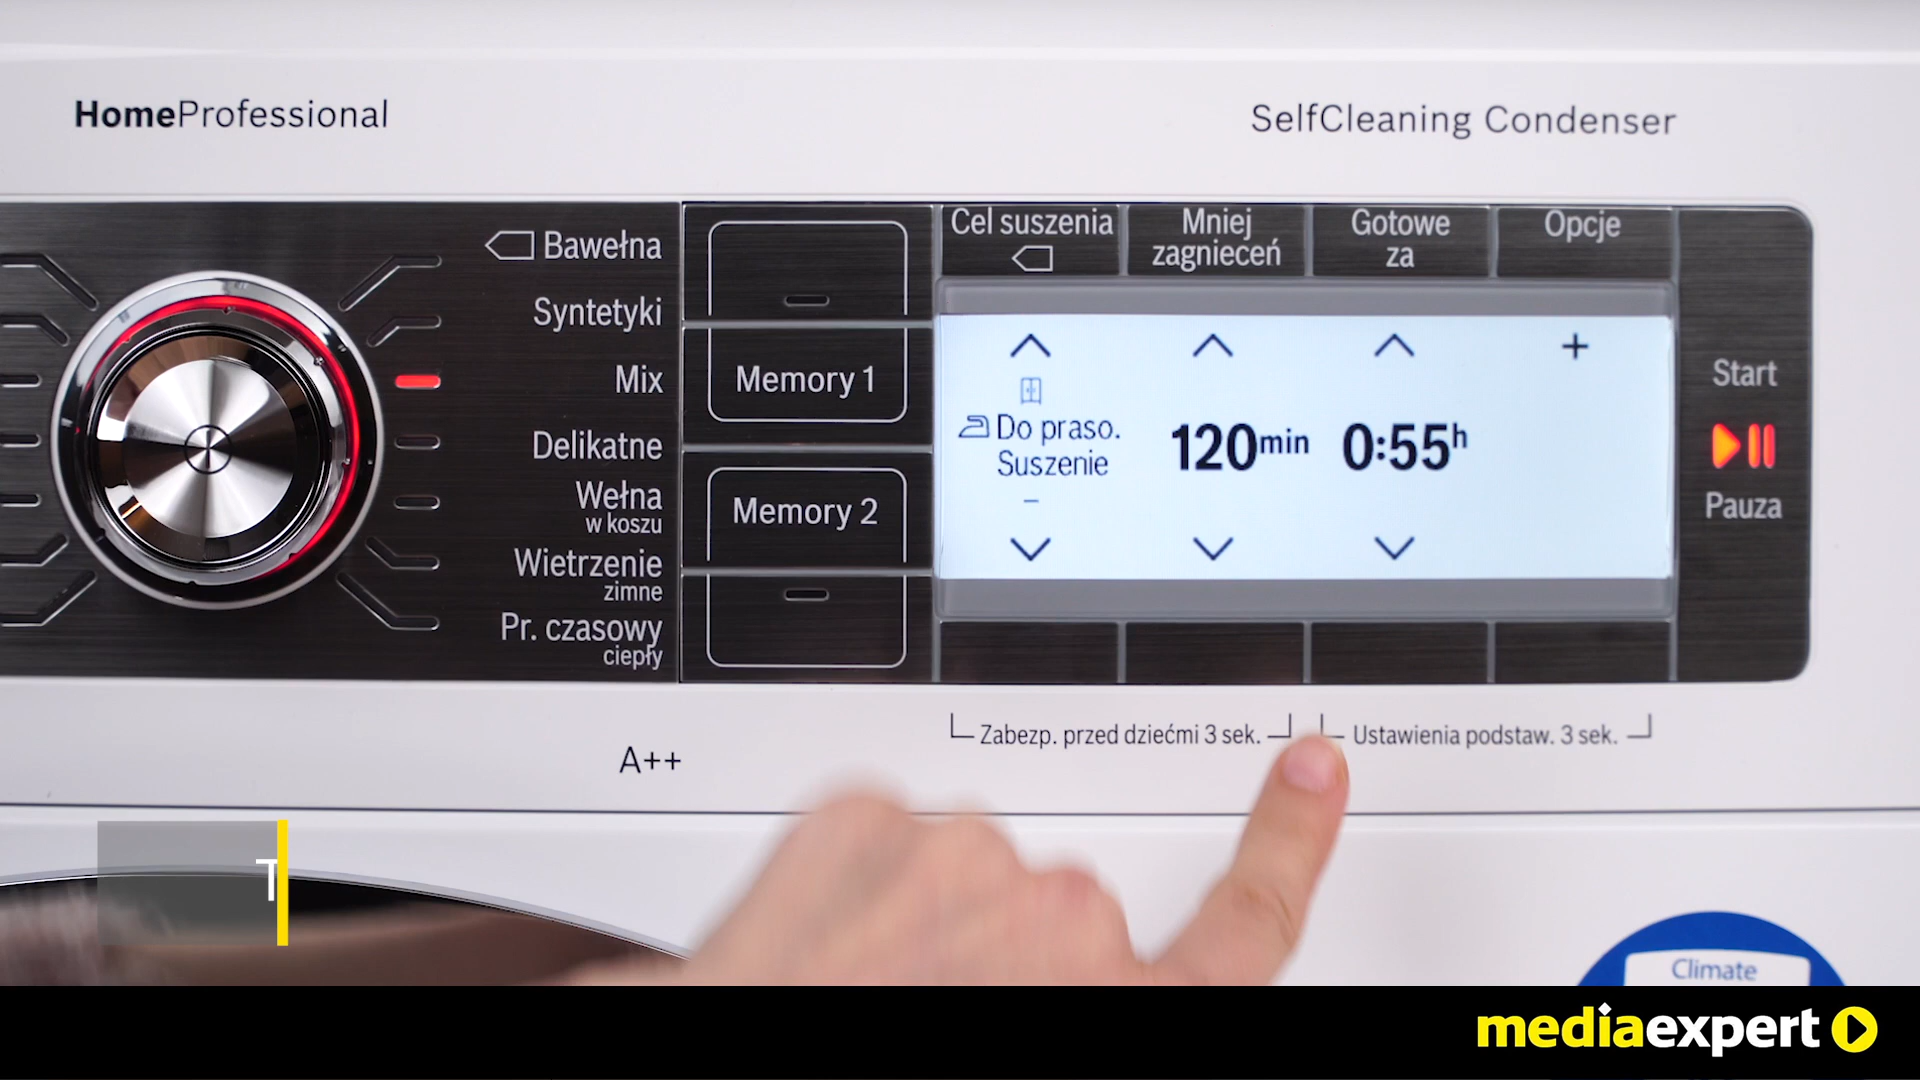 HomeProfessional
SelfCleaning Condenser
Bawełna
Syntetyki
Mix
Delikatne
Wełna
w koszu
Wietrzenie
zimne
Pr. czasowy
ciepły
Memory 1
Memory 2
Cel suszenia
Mniej
zagnieceń
Gotowe
za
Opcje
Do praso.
Suszenie
120min
0:55h
Start
Pauza
Zabezp. przed dziećmi 3 sek.
Ustawienia podstaw. 3 sek.
A++
T
Climate
mediaexpert